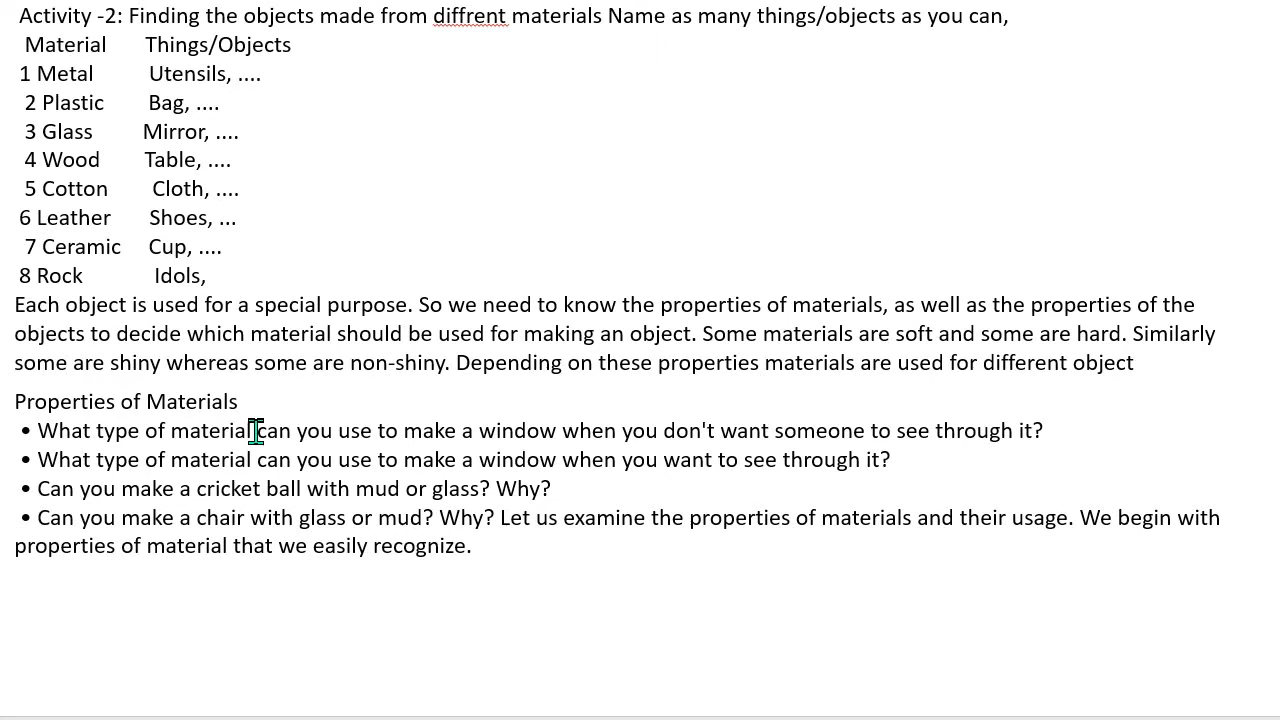 Activity -2: Finding the objects made from diffrent materials Name as many things/objects as you can,
Material Things/Objects
1 Metal Utensils, ....
2 Plastic Bag, ....
3 Glass Mirror, ....
4 Wood Table, ....
5 Cotton Cloth, ....
6 Leather Shoes, ...
7 Ceramic Cup, ....
8 Rock Idols,
Each object is used for a special purpose. So we need to know the properties of materials, as well as the properties of the
objects to decide which material should be used for making an object. Some materials are soft and some are hard. Similarly
some are shiny whereas some are non-shiny. Depending on these properties materials are used for different object
Properties of Materials
• What type of material can you use to make a window when you don't want someone to see through it?
• What type of material can you use to make a window when you want to see through it?
• Can you make a cricket ball with mud or glass? Why?
• Can you make a chair with glass or mud? Why? Let us examine the properties of materials and their usage. We begin with
properties of material that we easily recognize.